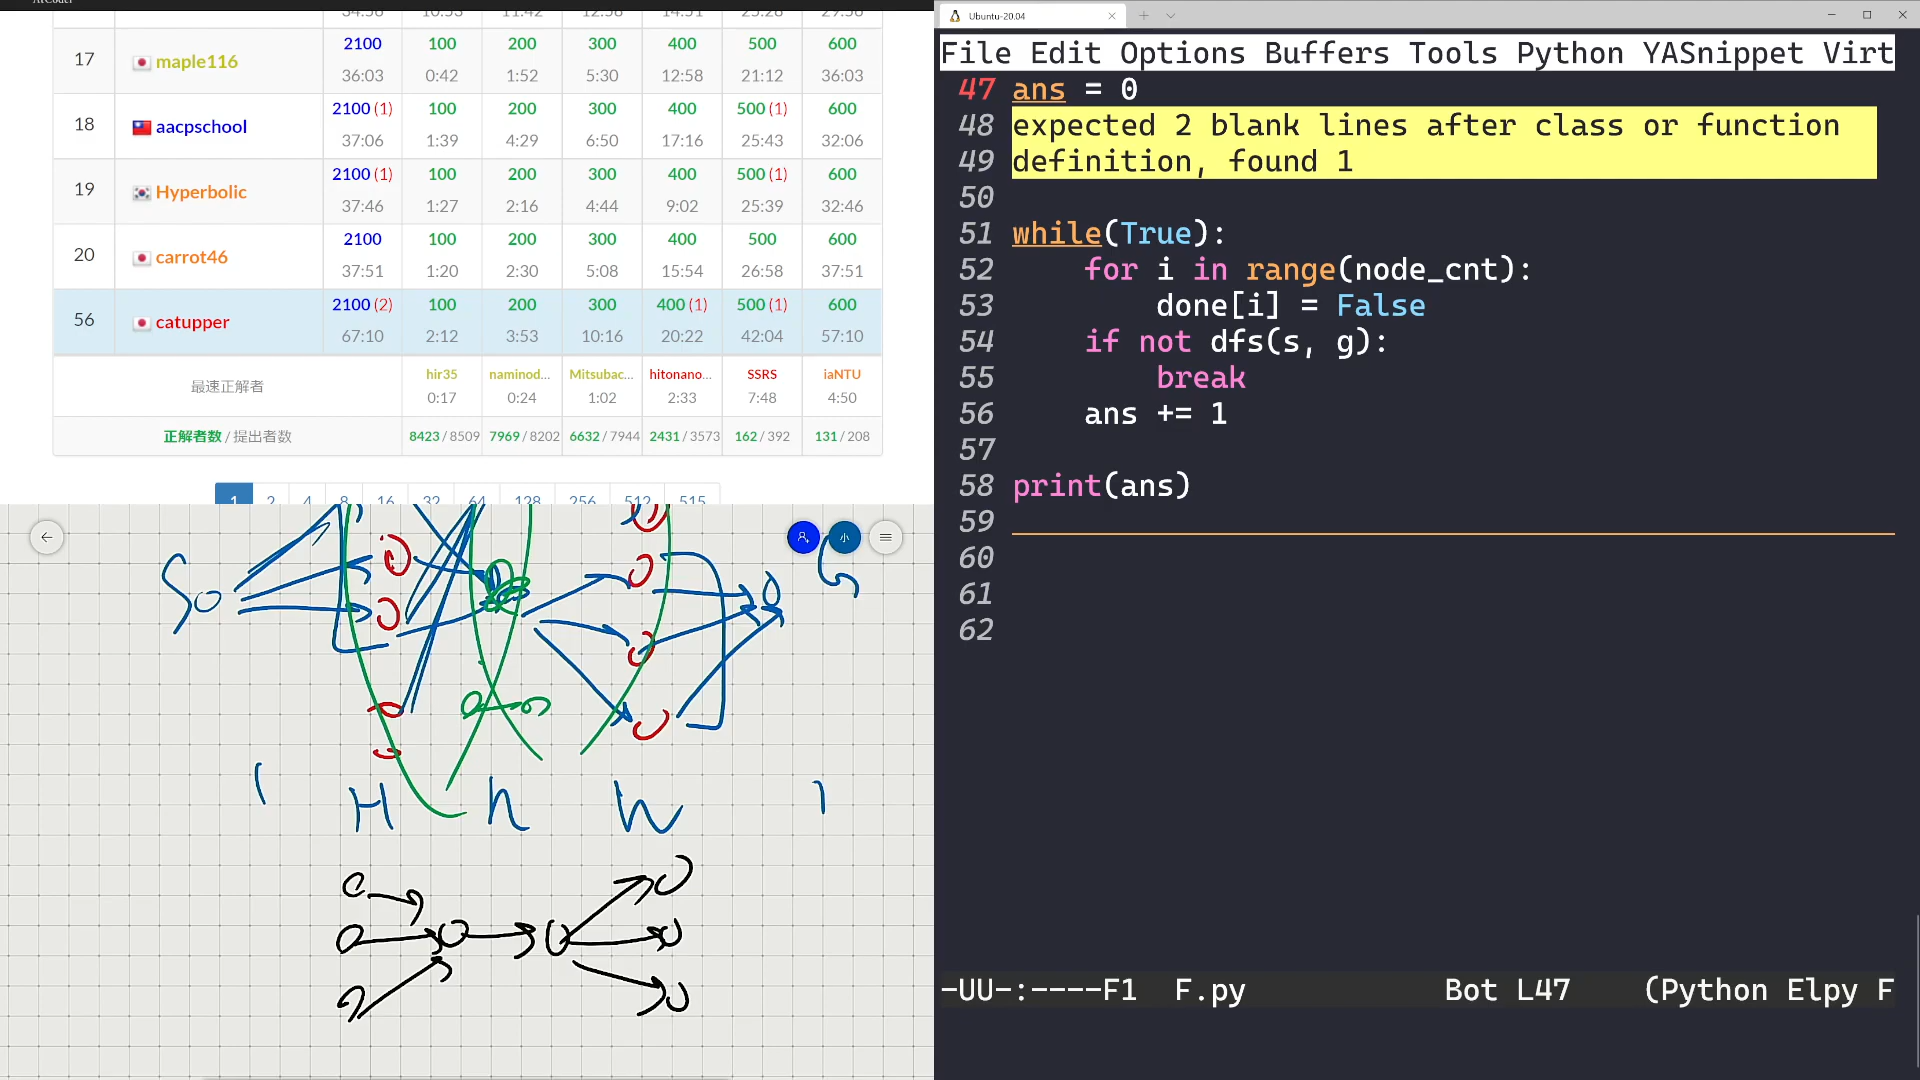 17 maple116 2100 100 200 300 400 500 600
36:03 0:42 1:52 5:30 12:58 21:12 36:03
18 aacpschool 2100 (1) 100 200 300 400 500 (1) 600
37:06 1:39 4:29 6:50 17:16 25:43 32:06
19 Hyperbolic 2100 (1) 100 200 300 400 500 (1) 600
37:46 1:27 2:16 4:44 9:02 25:39 32:46
20 carrot46 2100 100 200 300 400 500 600
37:51 1:20 2:30 5:08 15:54 26:58 37:51
56 catupper 2100 (2) 100 200 300 400 (1) 500 (1) 600
67:10 2:12 3:53 10:16 20:22 42:04 57:10
最速正解者 hir35 naminod... Mitsubac... hitonano... SSRS iaNTU
0:17 0:24 1:02 2:33 7:48 4:50
正解者数 / 提出者数 8423 / 8509 7969 / 8202 6632 / 7944 2431 / 3573 162 / 392 131 / 208
1 2 4 8 16 32 64 128 256 512 515
小
S
1 H n W 1
Ubuntu-20.04
File Edit Options Buffers Tools Python YASnippet Virt
47 ans = 0
48 expected 2 blank lines after class or function
49 definition, found 1
50
51 while(True):
52 for i in range(node_cnt):
53 done[i] = False
54 if not dfs(s, g):
55 break
56 ans += 1
57
58 print(ans)
59
60
61
62
-UU-:----F1 F.py Bot L47 (Python Elpy F